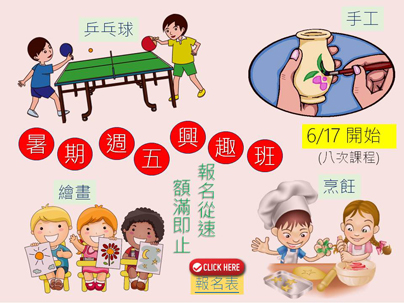 乒乓球
手工
暑期週五興趣班
6/17 開始
(八次課程)
繪畫
報名從速
額滿即止
烹飪
CLICK HERE
報名表